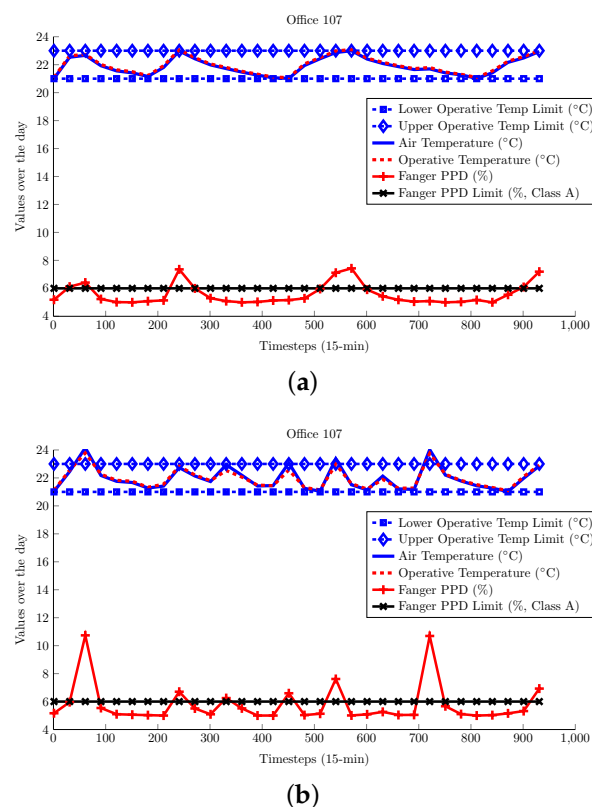 Office 107
24
22
20
18
16
14
12
10
8
6
4
Values over the day
Lower Operative Temp Limit (°C)
Upper Operative Temp Limit (°C)
Air Temperature (°C)
Operative Temperature (°C)
Fanger PPD (%)
Fanger PPD Limit (%, Class A)
0 100 200 300 400 500 600 700 800 900 1,000
Timesteps (15-min)
(a)
Office 107
24
22
20
18
16
14
12
10
8
6
4
Values over the day
Lower Operative Temp Limit (°C)
Upper Operative Temp Limit (°C)
Air Temperature (°C)
Operative Temperature (°C)
Fanger PPD (%)
Fanger PPD Limit (%, Class A)
0 100 200 300 400 500 600 700 800 900 1,000
Timesteps (15-min)
(b)